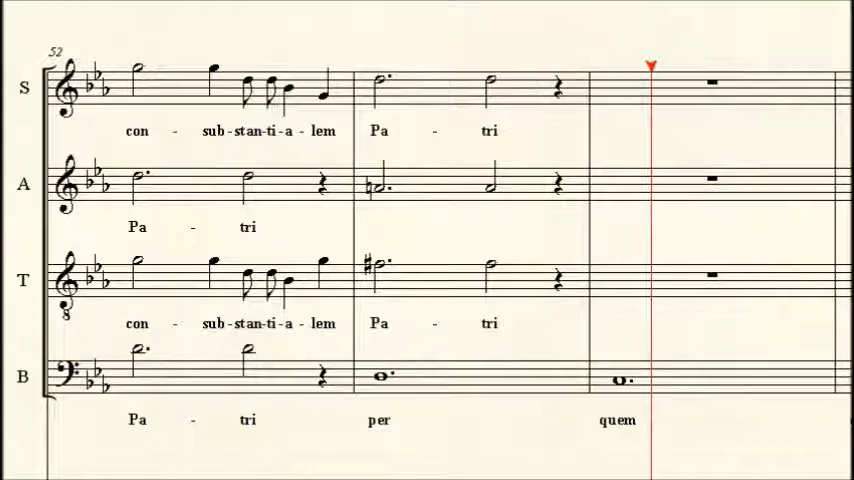 52
S
con - sub-stan-ti-a-lem Pa - tri
A
Pa - tri
T
8
con - sub-stan-ti-a-lem Pa - tri
B
Pa - tri per quem